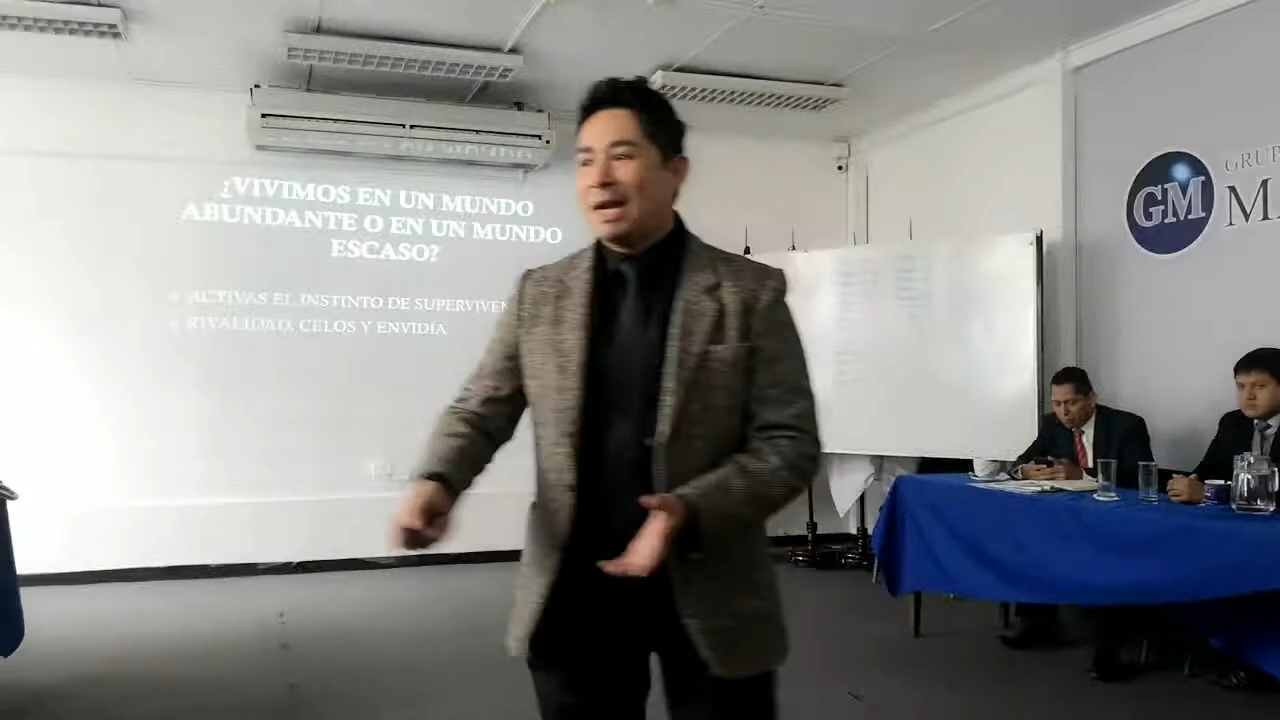 ¿VIVIMOS EN UN MUNDO
ABUNDANTE O EN UN MUNDO
ESCASO?
ACTIVAS EL INSTINTO DE SUPERVIVEN
RIVALIDAD, CELOS Y ENVIDIA
GM
GRUP
M